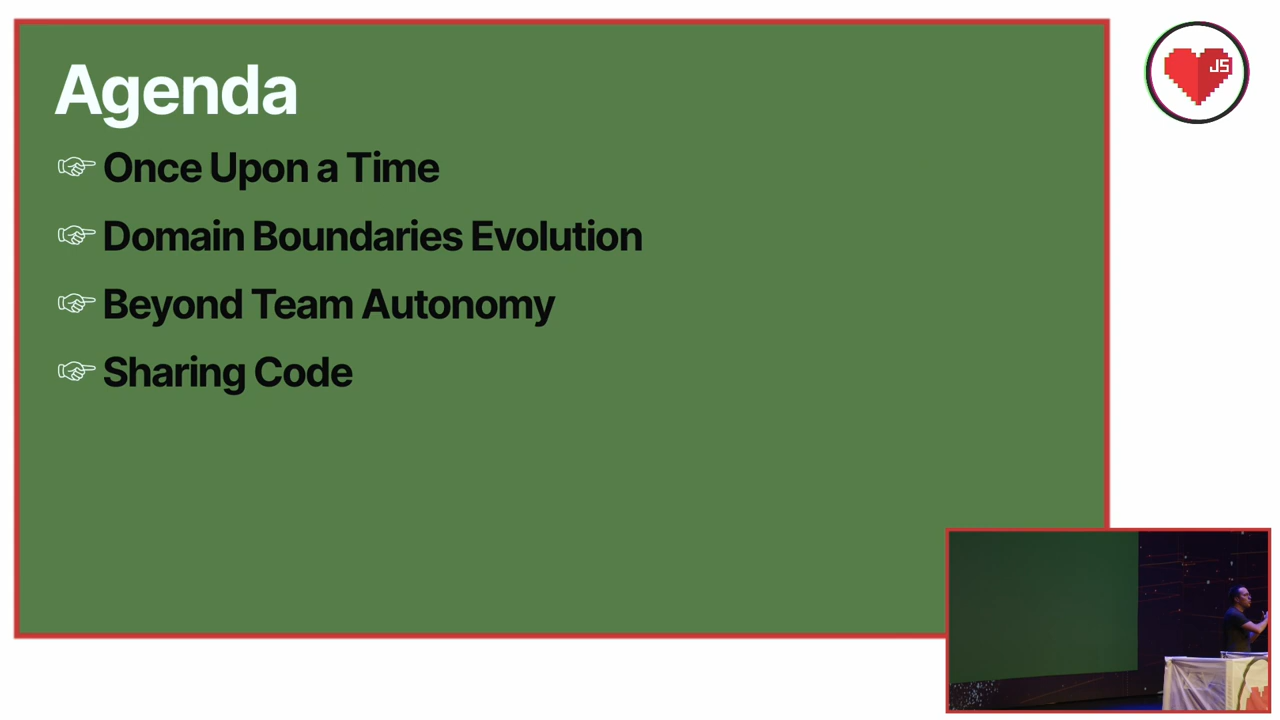 Agenda
JS
☞ Once Upon a Time
☞ Domain Boundaries Evolution
☞ Beyond Team Autonomy
☞ Sharing Code